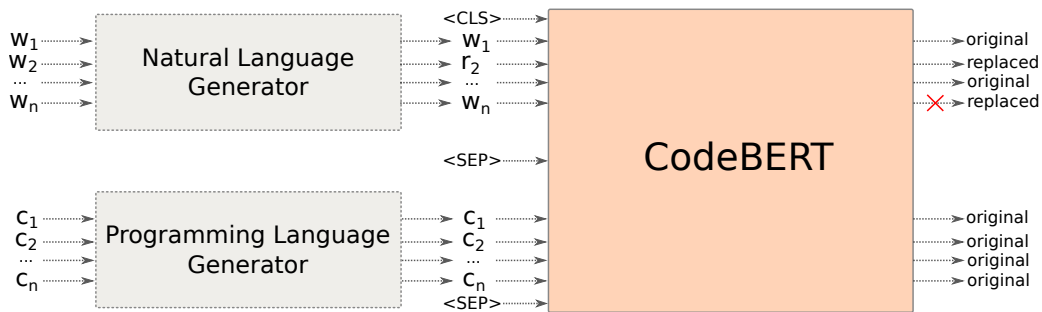 <CLS>
w1 w1 original
w2 r2 replaced
... ... original
wn wn replaced
Natural Language
Generator
<SEP>
CodeBERT
c1 c1 original
c2 c2 original
... ... original
cn cn original
Programming Language
Generator
<SEP>